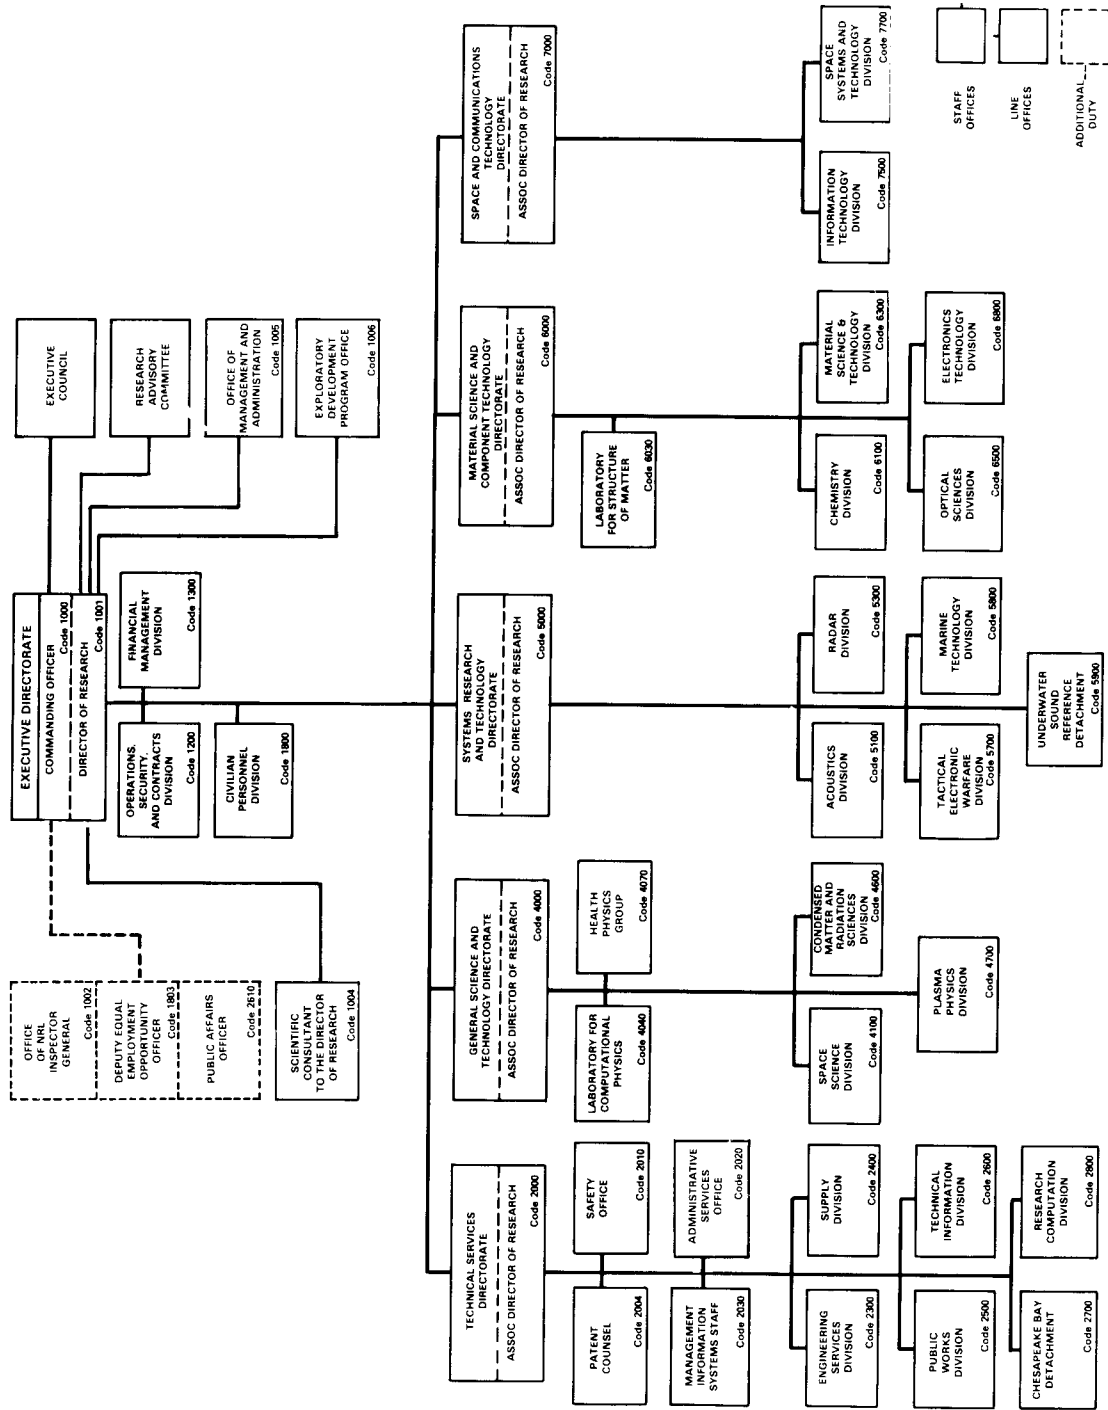 EXECUTIVE DIRECTORATE
COMMANDING OFFICER
Code 1000
DIRECTOR OF RESEARCH
Code 1001
EXECUTIVE
COUNCIL
RESEARCH
ADVISORY
COMMITTEE
OFFICE OF
MANAGEMENT AND
ADMINISTRATION
Code 1005
EXPLORATORY
DEVELOPMENT
PROGRAM OFFICE
Code 1006
OFFICE
OF NRL
INSPECTOR
GENERAL
Code 1002
DEPUTY EQUAL
EMPLOYMENT
OPPORTUNITY
OFFICER
Code 1803
PUBLIC AFFAIRS
OFFICER
Code 2610
SCIENTIFIC
CONSULTANT
TO THE DIRECTOR
OF RESEARCH
Code 1004
OPERATIONS,
SECURITY,
AND CONTRACTS
DIVISION
Code 1200
FINANCIAL
MANAGEMENT
DIVISION
Code 1300
CIVILIAN
PERSONNEL
DIVISION
Code 1800
TECHNICAL SERVICES
DIRECTORATE
ASSOC DIRECTOR OF RESEARCH
Code 2000
PATENT
COUNSEL
Code 2004
SAFETY
OFFICE
Code 2010
MANAGEMENT
INFORMATION
SYSTEMS STAFF
Code 2030
ADMINISTRATIVE
SERVICES
OFFICE
Code 2020
ENGINEERING
SERVICES
DIVISION
Code 2300
SUPPLY
DIVISION
Code 2400
PUBLIC
WORKS
DIVISION
Code 2500
TECHNICAL
INFORMATION
DIVISION
Code 2600
CHESAPEAKE BAY
DETACHMENT
Code 2700
RESEARCH
COMPUTATION
DIVISION
Code 2800
GENERAL SCIENCE AND
TECHNOLOGY DIRECTORATE
ASSOC DIRECTOR OF RESEARCH
Code 4000
LABORATORY FOR
COMPUTATIONAL
PHYSICS
Code 4040
HEALTH
PHYSICS
GROUP
Code 4070
SPACE
SCIENCE
DIVISION
Code 4100
CONDENSED
MATTER AND
RADIATION
SCIENCES
DIVISION
Code 4600
PLASMA
PHYSICS
DIVISION
Code 4700
SYSTEMS RESEARCH
AND TECHNOLOGY
DIRECTORATE
ASSOC DIRECTOR OF RESEARCH
Code 5000
ACOUSTICS
DIVISION
Code 5100
RADAR
DIVISION
Code 5300
TACTICAL
ELECTRONIC
WARFARE
DIVISION
Code 5700
MARINE
TECHNOLOGY
DIVISION
Code 5800
UNDERWATER
SOUND
REFERENCE
DETACHMENT
Code 5900
MATERIAL SCIENCE AND
COMPONENT TECHNOLOGY
DIRECTORATE
ASSOC DIRECTOR OF RESEARCH
Code 6000
LABORATORY
FOR STRUCTURE
OF MATTER
Code 6030
CHEMISTRY
DIVISION
Code 6100
MATERIAL
SCIENCE &
TECHNOLOGY
DIVISION
Code 6300
OPTICAL
SCIENCES
DIVISION
Code 6500
ELECTRONICS
TECHNOLOGY
DIVISION
Code 6800
SPACE AND COMMUNICATIONS
TECHNOLOGY
DIRECTORATE
ASSOC DIRECTOR OF RESEARCH
Code 7000
INFORMATION
TECHNOLOGY
DIVISION
Code 7500
SPACE
SYSTEMS AND
TECHNOLOGY
DIVISION
Code 7700
STAFF
OFFICES
LINE
OFFICES
ADDITIONAL
DUTY